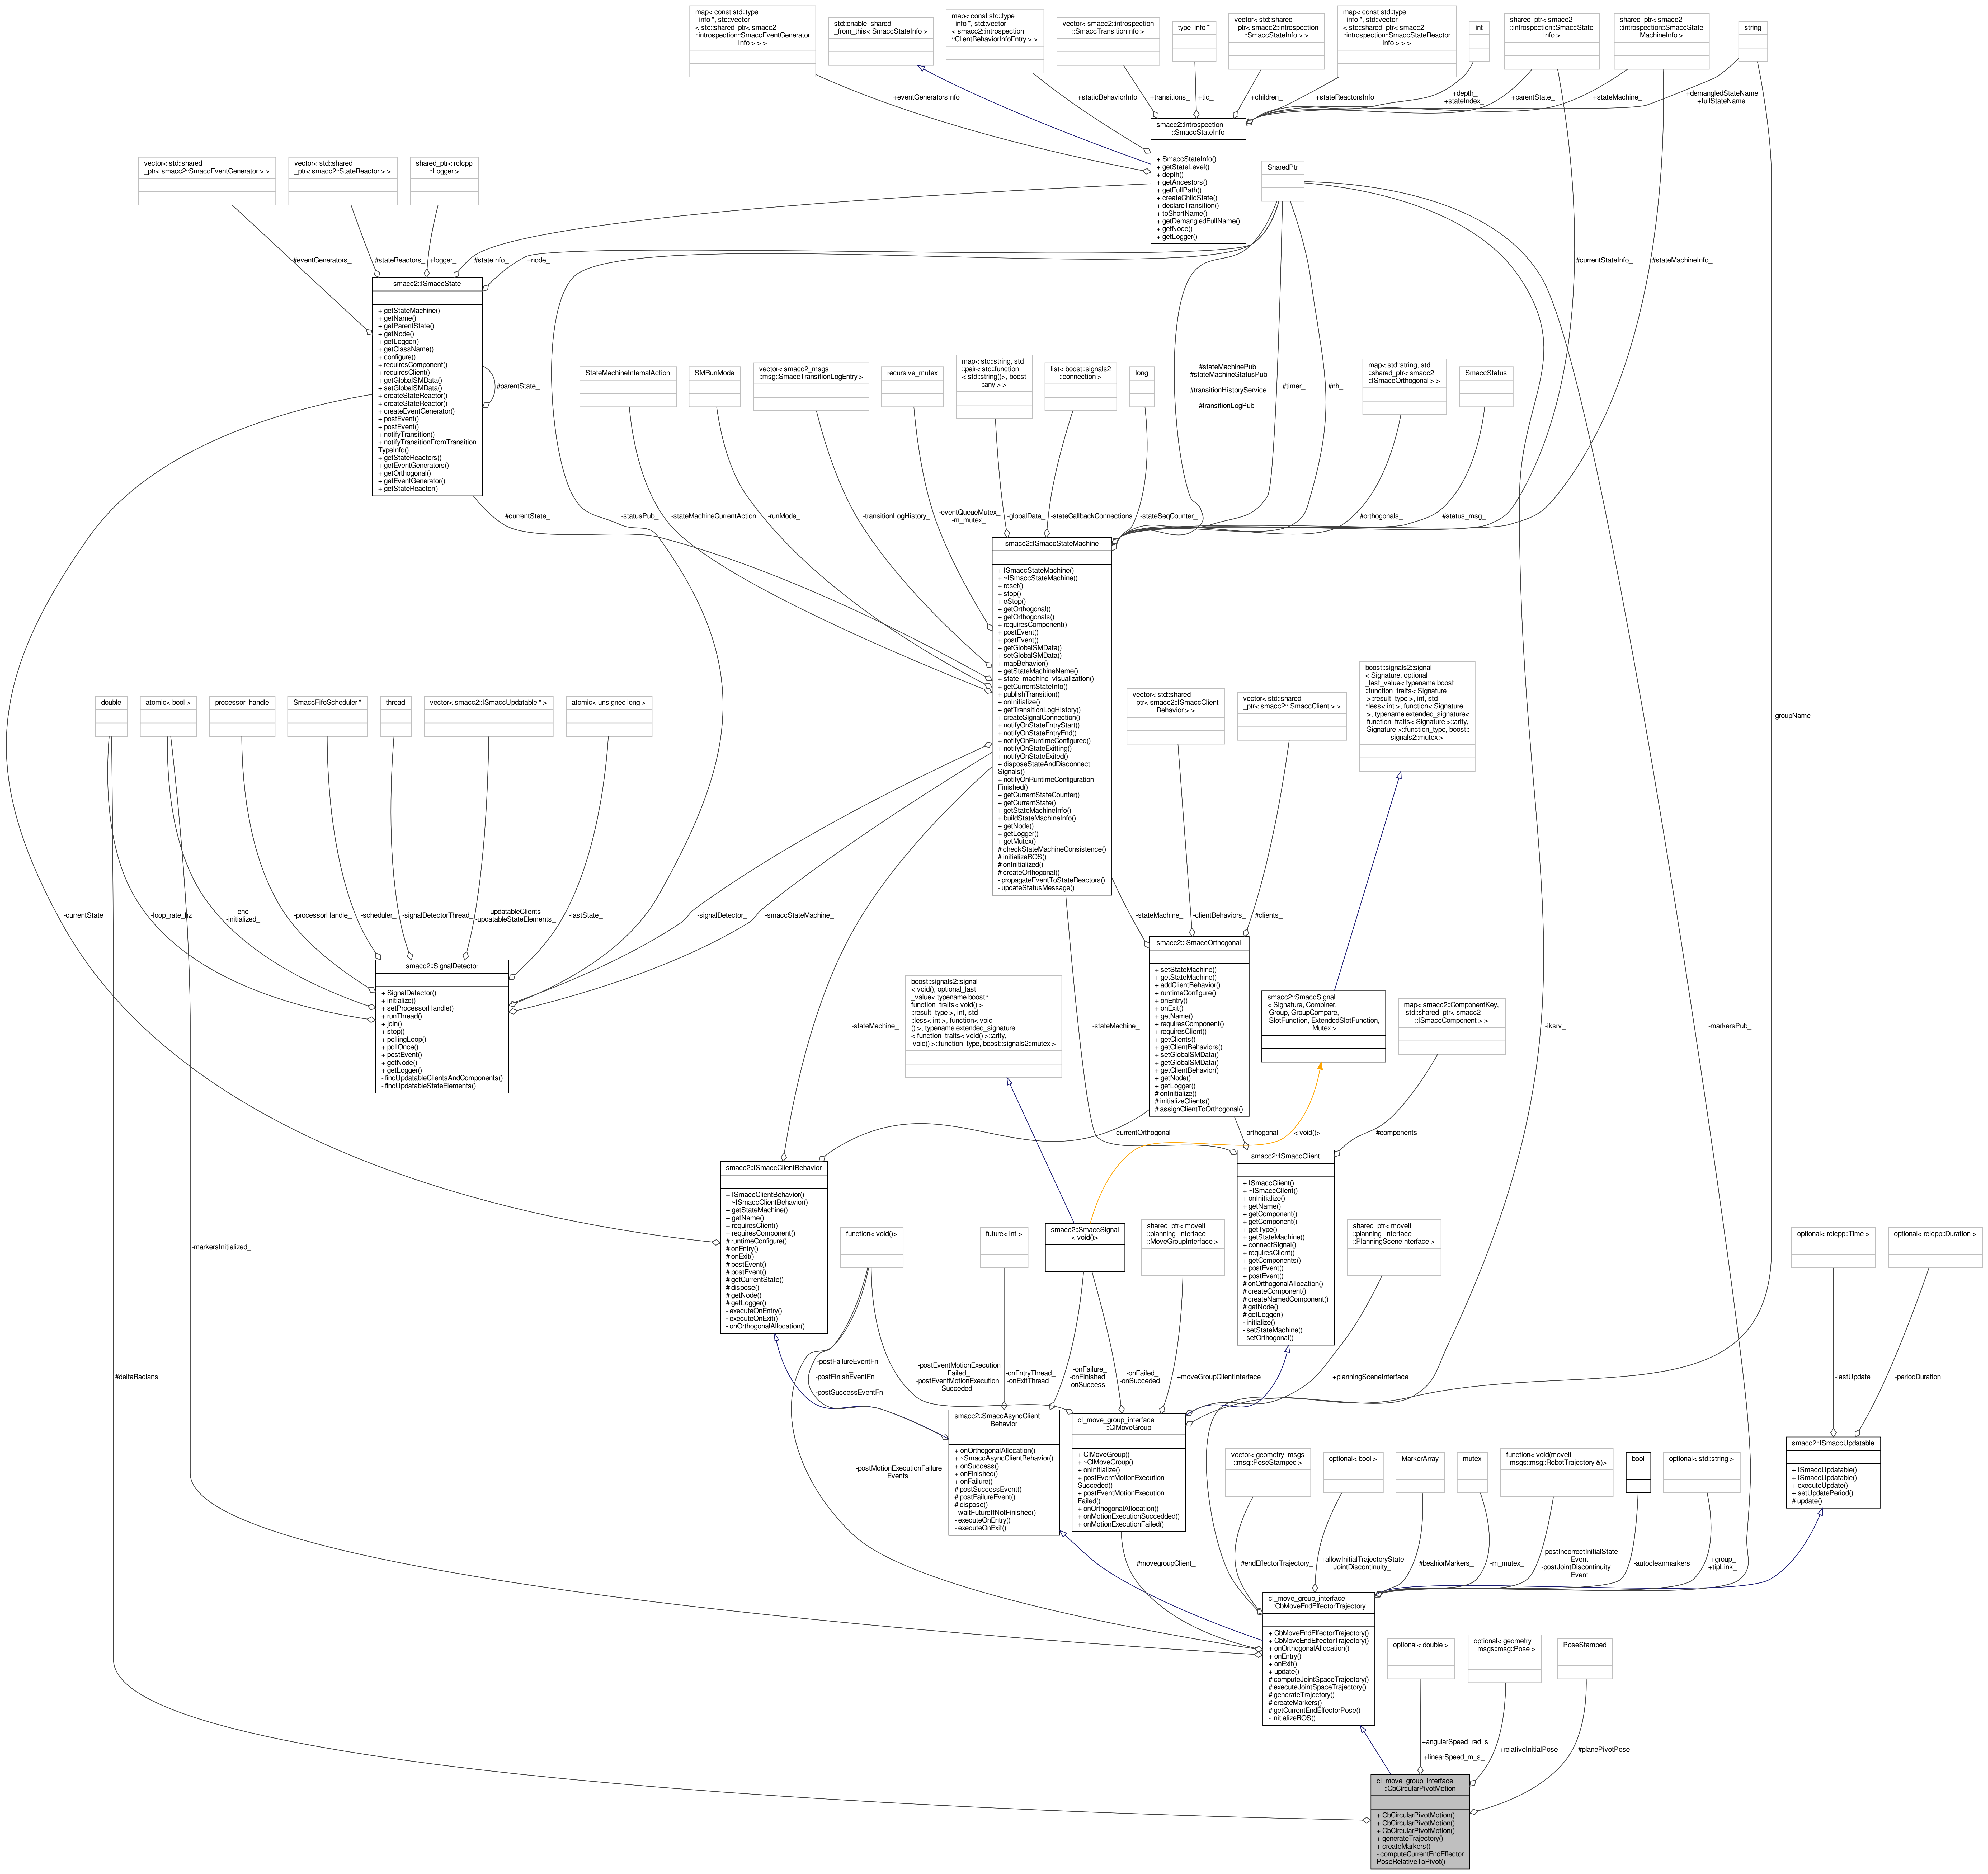 map< const std::type
_info *, std::vector
< std::shared_ptr< smacc2
::introspection::SmaccEventGenerator
Info > > >
std::enable_shared
_from_this< SmaccStateInfo >
map< const std::type
_info *, std::vector
< smacc2::introspection
::ClientBehaviorInfoEntry > >
vector< smacc2::introspection
::SmaccTransitionInfo >
type_info *
vector< std::shared
_ptr< smacc2::introspection
::SmaccStateInfo > >
map< const std::type
_info *, std::vector
< std::shared_ptr< smacc2
::introspection::SmaccStateReactor
Info > > >
int
shared_ptr< smacc2
::introspection::SmaccState
Info >
shared_ptr< smacc2
::introspection::SmaccState
MachineInfo >
string
+eventGeneratorsInfo
+staticBehaviorInfo
+transitions_
+tid_
+children_
+stateReactorsInfo
+depth_
+stateIndex_
+parentState_
+stateMachine_
+demangledStateName
+fullStateName
smacc2::introspection
::SmaccStateInfo
+ SmaccStateInfo()
+ getStateLevel()
+ depth()
+ getAncestors()
+ getFullPath()
+ createChildState()
+ declareTransition()
+ toShortName()
+ getDemangledFullName()
+ getNode()
+ getLogger()
SharedPtr
vector< std::shared
_ptr< smacc2::SmaccEventGenerator > >
vector< std::shared
_ptr< smacc2::StateReactor > >
shared_ptr< rclcpp
::Logger >
#eventGenerators_
#stateReactors_
+logger_
#stateInfo_
+node_
#currentStateInfo_
#stateMachineInfo_
smacc2::ISmaccState
+ getStateMachine()
+ getName()
+ getParentState()
+ getNode()
+ getLogger()
+ getClassName()
+ configure()
+ requiresComponent()
+ requiresClient()
+ getGlobalSMData()
+ setGlobalSMData()
+ createStateReactor()
+ createStateReactor()
+ createEventGenerator()
+ postEvent()
+ postEvent()
+ notifyTransition()
+ notifyTransitionFromTransition
TypeInfo()
+ getStateReactors()
+ getEventGenerators()
+ getOrthogonal()
+ getEventGenerator()
+ getStateReactor()
#parentState_
StateMachineInternalAction
SMRunMode
vector< smacc2_msgs
::msg::SmaccTransitionLogEntry >
recursive_mutex
map< std::string, std
::pair< std::function
< std::string()>, boost
::any > >
list< boost::signals2
::connection >
long
#stateMachinePub_
#stateMachineStatusPub
_
#transitionHistoryService
_
#transitionLogPub_
#timer_
#nh_
map< std::string, std
::shared_ptr< smacc2
::ISmaccOrthogonal > >
SmaccStatus
#currentState_
-statusPub_
-stateMachineCurrentAction
-runMode_
-transitionLogHistory_
-eventQueueMutex_
-m_mutex_
-globalData_
-stateCallbackConnections
-stateSeqCounter_
#orthogonals_
#status_msg_
smacc2::ISmaccStateMachine
+ ISmaccStateMachine()
+ ~ISmaccStateMachine()
+ reset()
+ stop()
+ eStop()
+ getOrthogonal()
+ getOrthogonals()
+ requiresComponent()
+ postEvent()
+ postEvent()
+ getGlobalSMData()
+ setGlobalSMData()
+ mapBehavior()
+ getStateMachineName()
+ state_machine_visualization()
+ getCurrentStateInfo()
+ publishTransition()
+ onInitialize()
+ getTransitionLogHistory()
+ createSignalConnection()
+ notifyOnStateEntryStart()
+ notifyOnStateEntryEnd()
+ notifyOnRuntimeConfigured()
+ notifyOnStateExitting()
+ notifyOnStateExited()
+ disposeStateAndDisconnect
Signals()
+ notifyOnRuntimeConfiguration
Finished()
+ getCurrentStateCounter()
+ getCurrentState()
+ getStateMachineInfo()
+ buildStateMachineInfo()
+ getNode()
+ getLogger()
+ getMutex()
# checkStateMachineConsistence()
# initializeROS()
# onInitialized()
# createOrthogonal()
- propagateEventToStateReactors()
- updateStatusMessage()
double
atomic< bool >
processor_handle
SmaccFifoScheduler *
thread
vector< smacc2::ISmaccUpdatable * >
atomic< unsigned long >
vector< std::shared
_ptr< smacc2::ISmaccClient
Behavior > >
vector< std::shared
_ptr< smacc2::ISmaccClient > >
boost::signals2::signal
< Signature, optional
_last_value< typename boost
::function_traits< Signature
>::result_type >, int, std
::less< int >, function< Signature
>, typename extended_signature<
function_traits< Signature >::arity,
Signature >::function_type, boost::
signals2::mutex >
-groupName_
-currentState
-loop_rate_hz
-end_
-initialized_
-processorHandle_
-scheduler_
-signalDetectorThread_
-updatableClients_
-updatableStateElements_
-lastState_
-signalDetector_
-smaccStateMachine_
-stateMachine_
-clientBehaviors_
#clients_
smacc2::SignalDetector
+ SignalDetector()
+ initialize()
+ setProcessorHandle()
+ runThread()
+ join()
+ stop()
+ pollingLoop()
+ pollOnce()
+ postEvent()
+ getNode()
+ getLogger()
- findUpdatableClientsAndComponents()
- findUpdatableStateElements()
smacc2::ISmaccOrthogonal
+ setStateMachine()
+ getStateMachine()
+ addClientBehavior()
+ runtimeConfigure()
+ onEntry()
+ onExit()
+ getName()
+ requiresComponent()
+ requiresClient()
+ getClients()
+ getClientBehaviors()
+ setGlobalSMData()
+ getGlobalSMData()
+ getClientBehavior()
+ getNode()
+ getLogger()
# onInitialize()
# initializeClients()
# assignClientToOrthogonal()
boost::signals2::signal
< void(), optional_last
_value< typename boost::
function_traits< void() >
::result_type >, int, std
::less< int >, function< void
() >, typename extended_signature
< function_traits< void() >::arity,
void() >::function_type, boost::signals2::mutex >
smacc2::SmaccSignal
< Signature, Combiner,
Group, GroupCompare,
SlotFunction, ExtendedSlotFunction,
Mutex >
map< smacc2::ComponentKey,
std::shared_ptr< smacc2
::ISmaccComponent > >
-stateMachine_
-stateMachine_
-iksrv_
-markersPub_
-currentOrthogonal
-orthogonal_
< void()>
#components_
smacc2::ISmaccClientBehavior
+ ISmaccClientBehavior()
+ ~ISmaccClientBehavior()
+ getStateMachine()
+ getName()
+ requiresClient()
+ requiresComponent()
# runtimeConfigure()
# onEntry()
# onExit()
# postEvent()
# postEvent()
# getCurrentState()
# dispose()
# getNode()
# getLogger()
- executeOnEntry()
- executeOnExit()
- onOrthogonalAllocation()
smacc2::ISmaccClient
+ ISmaccClient()
+ ~ISmaccClient()
+ onInitialize()
+ getName()
+ getComponent()
+ getComponent()
+ getType()
+ getStateMachine()
+ connectSignal()
+ requiresClient()
+ getComponents()
+ postEvent()
+ postEvent()
# onOrthogonalAllocation()
# createComponent()
# createNamedComponent()
# getNode()
# getLogger()
- initialize()
- setStateMachine()
- setOrthogonal()
-markersInitialized_
function< void()>
future< int >
smacc2::SmaccSignal
< void()>
shared_ptr< moveit
::planning_interface
::MoveGroupInterface >
shared_ptr< moveit
::planning_interface
::PlanningSceneInterface >
optional< rclcpp::Time >
optional< rclcpp::Duration >
#deltaRadians_
-postFailureEventFn
_
-postFinishEventFn
_
-postSuccessEventFn_
-postEventMotionExecution
Failed_
-postEventMotionExecution
Succeded_
-onEntryThread_
-onExitThread_
-onFailure_
-onFinished_
-onSuccess_
-onFailed_
-onSucceded_
+moveGroupClientInterface
+planningSceneInterface
-lastUpdate_
-periodDuration_
smacc2::SmaccAsyncClient
Behavior
+ onOrthogonalAllocation()
+ ~SmaccAsyncClientBehavior()
+ onSuccess()
+ onFinished()
+ onFailure()
# postSuccessEvent()
# postFailureEvent()
# dispose()
- waitFutureIfNotFinished()
- executeOnEntry()
- executeOnExit()
cl_move_group_interface
::ClMoveGroup
+ ClMoveGroup()
+ ~ClMoveGroup()
+ onInitialize()
+ postEventMotionExecution
Succeded()
+ postEventMotionExecution
Failed()
+ onOrthogonalAllocation()
+ onMotionExecutionSuccedded()
+ onMotionExecutionFailed()
vector< geometry_msgs
::msg::PoseStamped >
optional< bool >
MarkerArray
mutex
function< void(moveit
_msgs::msg::RobotTrajectory &)>
bool
optional< std::string >
smacc2::ISmaccUpdatable
+ ISmaccUpdatable()
+ ISmaccUpdatable()
+ executeUpdate()
+ setUpdatePeriod()
# update()
-postMotionExecutionFailure
Events
#movegroupClient_
#endEffectorTrajectory_
+allowInitialTrajectoryState
JointDiscontinuity_
#beahiorMarkers_
-m_mutex_
-postIncorrectInitialState
Event
-postJointDiscontinuity
Event
-autocleanmarkers
+group_
+tipLink_
cl_move_group_interface
::CbMoveEndEffectorTrajectory
+ CbMoveEndEffectorTrajectory()
+ CbMoveEndEffectorTrajectory()
+ onOrthogonalAllocation()
+ onEntry()
+ onExit()
+ update()
# computeJointSpaceTrajectory()
# executeJointSpaceTrajectory()
# generateTrajectory()
# createMarkers()
# getCurrentEndEffectorPose()
- initializeROS()
optional< double >
optional< geometry
_msgs::msg::Pose >
PoseStamped
+angularSpeed_rad_s
_
+linearSpeed_m_s_
+relativeInitialPose_
#planePivotPose_
cl_move_group_interface
::CbCircularPivotMotion
+ CbCircularPivotMotion()
+ CbCircularPivotMotion()
+ CbCircularPivotMotion()
+ generateTrajectory()
+ createMarkers()
- computeCurrentEndEffector
PoseRelativeToPivot()